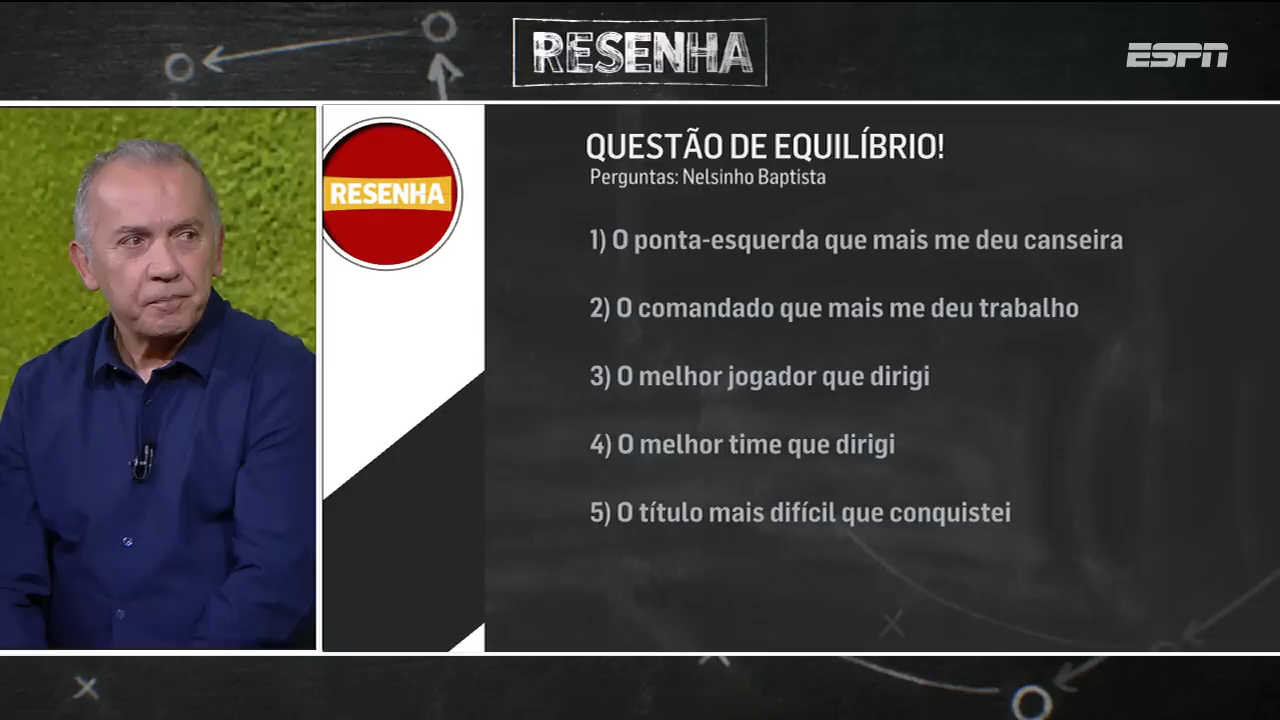 RESENHA
ESPN
RESENHA
QUESTÃO DE EQUILÍBRIO!
Perguntas: Nelsinho Baptista
1) O ponta-esquerda que mais me deu canseira
2) O comandado que mais me deu trabalho
3) O melhor jogador que dirigi
4) O melhor time que dirigi
5) O título mais difícil que conquistei